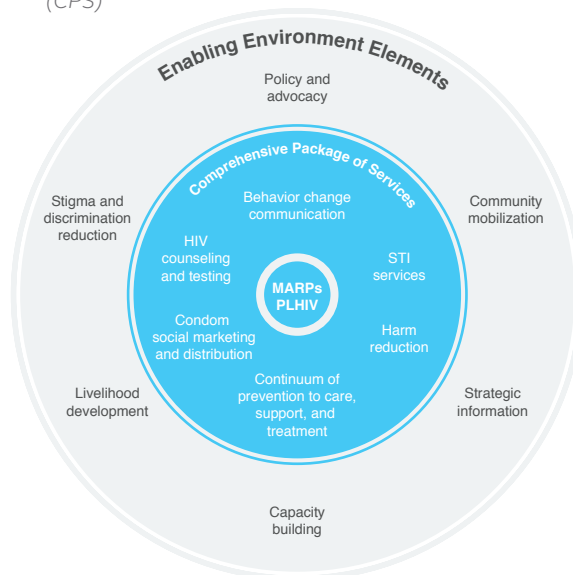 (CPS)
Enabling Environment Elements
Policy and
advocacy
Comprehensive Package of Services
Behavior change
communication
Stigma and
discrimination
reduction
Community
mobilization
HIV
counseling
and testing
STI
services
MARPs
PLHIV
Condom
social marketing
and distribution
Harm
reduction
Continuum of
prevention to care,
support, and
treatment
Livelihood
development
Strategic
information
Capacity
building